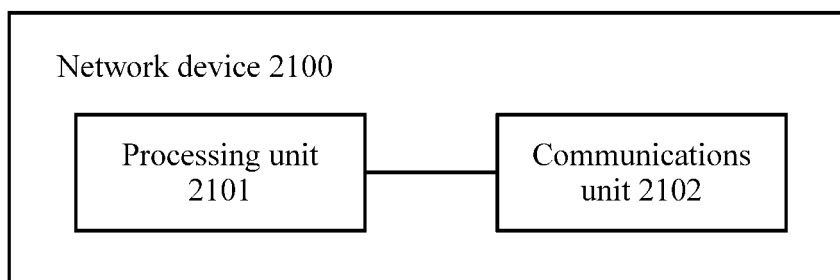 Network device 2100
Processing unit
2101
Communications
unit 2102